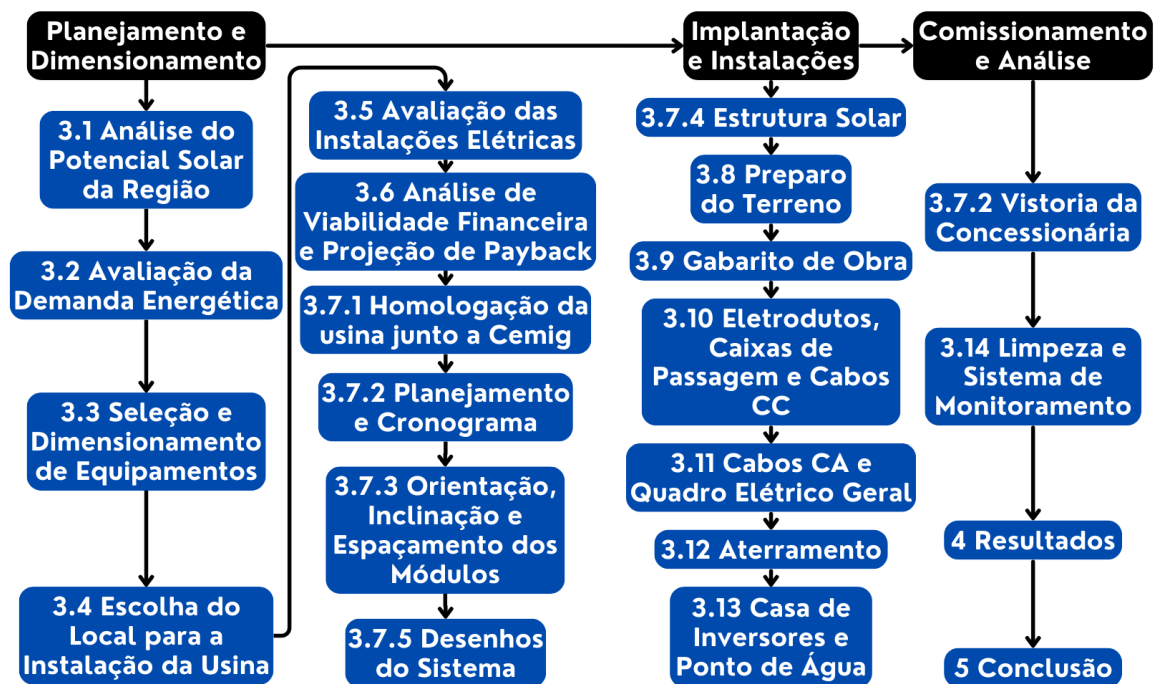 Planejamento e
Dimensionamento
3.1 Análise do
Potencial Solar
da Região
3.2 Avaliação da
Demanda Energética
3.3 Seleção e
Dimensionamento
de Equipamentos
3.4 Escolha do
Local para a
Instalação da Usina
3.5 Avaliação das
Instalações Elétricas
3.6 Análise de
Viabilidade Financeira
e Projeção de Payback
3.7.1 Homologação da
usina junto a Cemig
3.7.2 Planejamento
e Cronograma
3.7.3 Orientação,
Inclinação e
Espaçamento dos
Módulos
3.7.5 Desenhos
do Sistema
Implantação
e Instalações
3.7.4 Estrutura Solar
3.8 Preparo
do Terreno
3.9 Gabarito de Obra
3.10 Eletrodutos,
Caixas de
Passagem e Cabos
CC
3.11 Cabos CA e
Quadro Elétrico Geral
3.12 Aterramento
3.13 Casa de
Inversores e
Ponto de Água
Comissionamento
e Análise
3.7.2 Vistoria da
Concessionária
3.14 Limpeza e
Sistema de
Monitoramento
4 Resultados
5 Conclusão